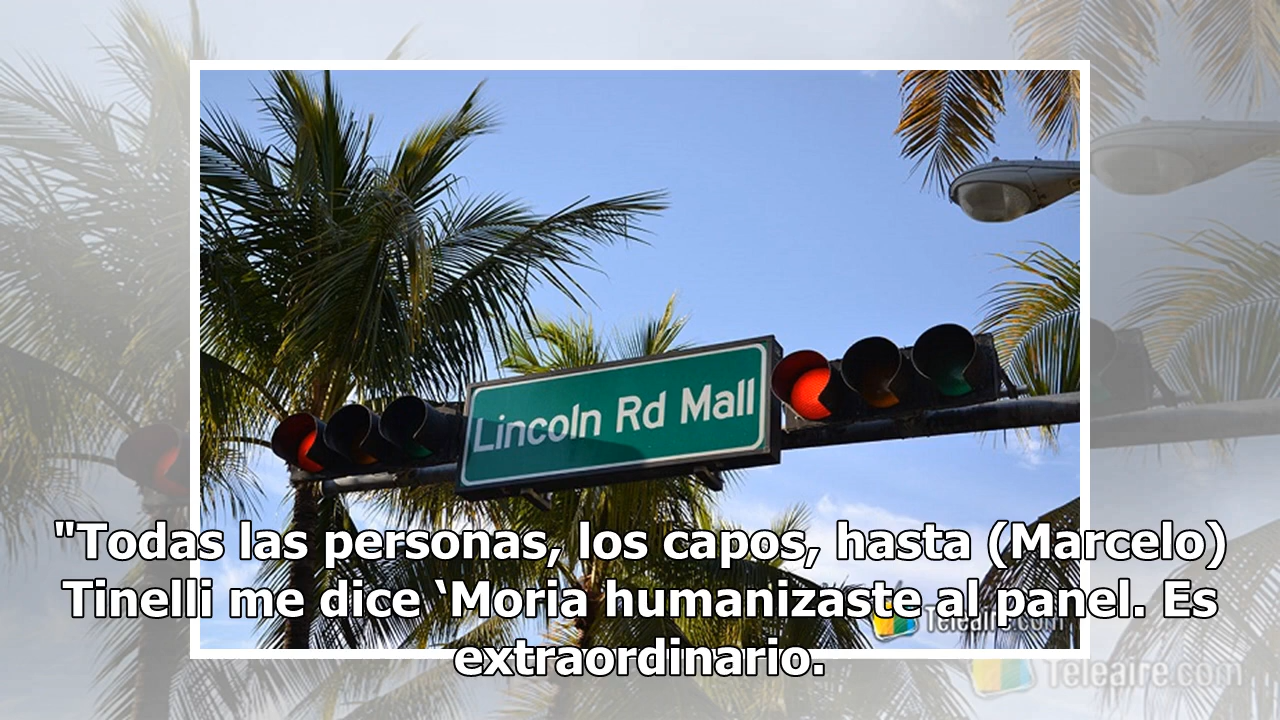 Lincoln Rd Mall
"Todas las personas, los capos, hasta (Marcelo)
Tinelli me dice ‘Moria humanizaste al panel. Es
extraordinario.
Teleaire.com
Teleaire.com